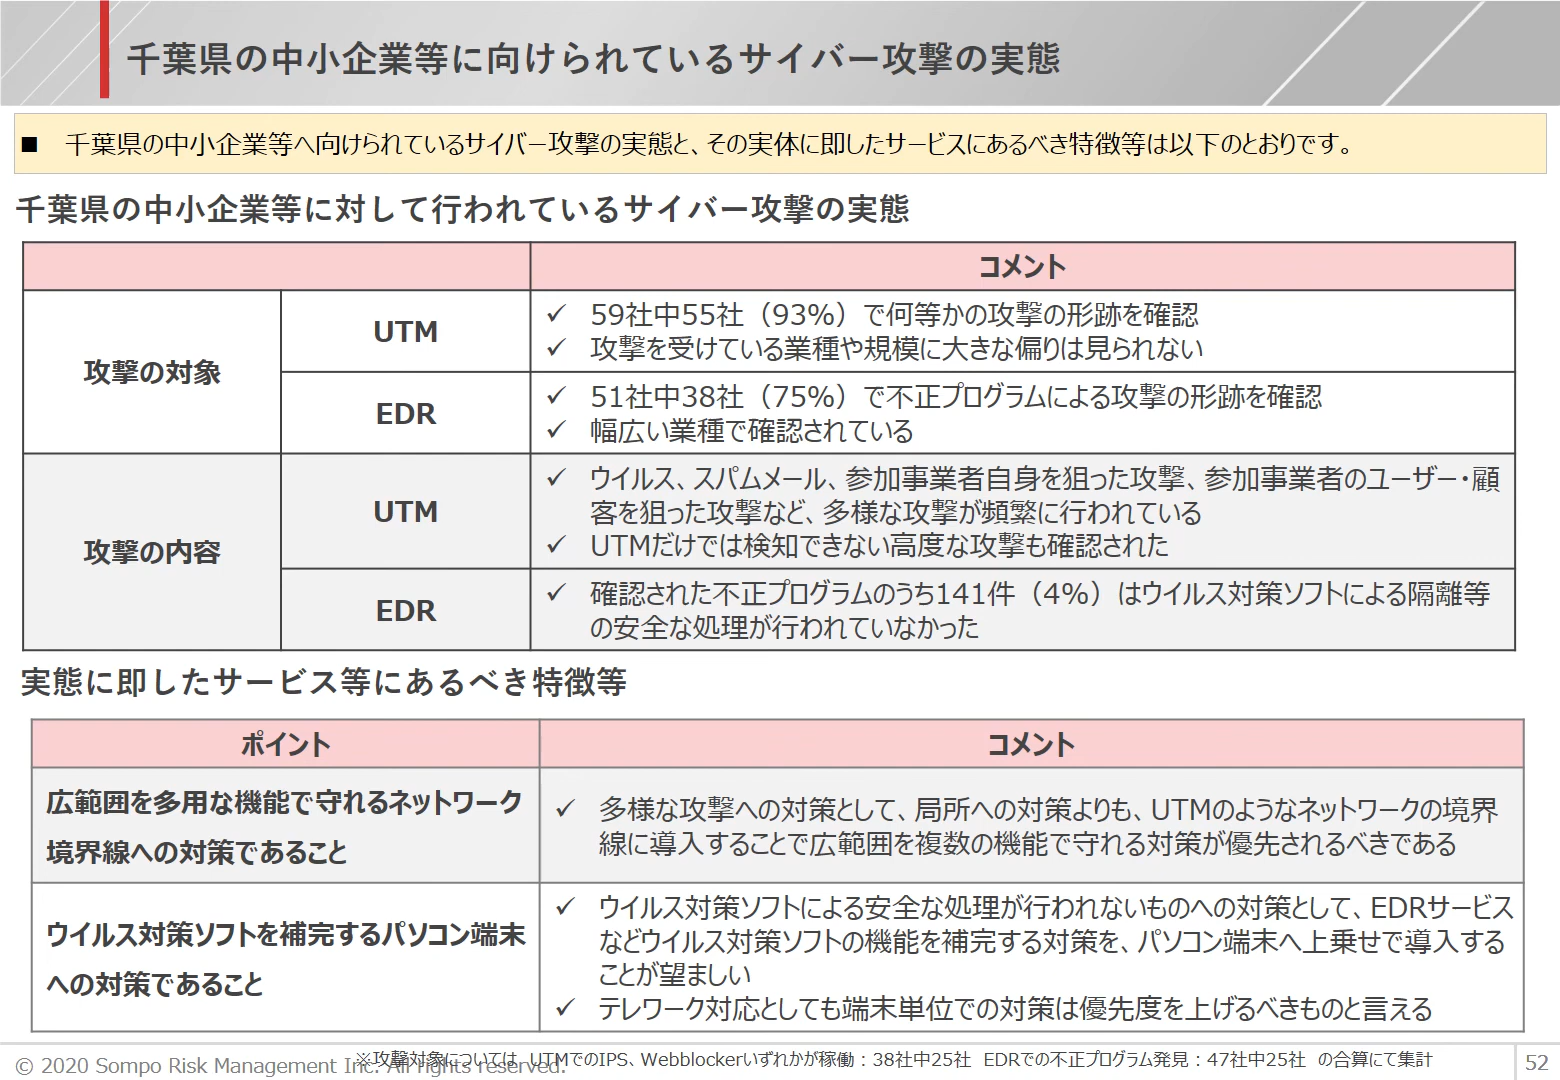 千葉県の中小企業等に向けられているサイバー攻撃の実態
■ 千葉県の中小企業等へ向けられているサイバー攻撃の実態と、その実体に即したサービスにあるべき特徴等は以下のとおりです。
千葉県の中小企業等に対して行われているサイバー攻撃の実態
コメント
攻撃の対象
UTM
✓ 59社中55社（93%）で何等かの攻撃の形跡を確認
✓ 攻撃を受けている業種や規模に大きな偏りは見られない
EDR
✓ 51社中38社（75%）で不正プログラムによる攻撃の形跡を確認
✓ 幅広い業種で確認されている
攻撃の内容
UTM
✓ ウイルス、スパムメール、参加事業者自身を狙った攻撃、参加事業者のユーザー・顧
客を狙った攻撃など、多様な攻撃が頻繁に行われている
✓ UTMだけでは検知できない高度な攻撃も確認された
EDR
✓ 確認された不正プログラムのうち141件（4%）はウイルス対策ソフトによる隔離等
の安全な処理が行われていなかった
実態に即したサービス等にあるべき特徴等
ポイント
コメント
広範囲を多用な機能で守れるネットワーク
境界線への対策であること
✓ 多様な攻撃への対策として、局所への対策よりも、UTMのようなネットワークの境界
線に導入することで広範囲を複数の機能で守れる対策が優先されるべきである
ウイルス対策ソフトを補完するパソコン端末
への対策であること
✓ ウイルス対策ソフトによる安全な処理が行われないものへの対策として、EDRサービス
などウイルス対策ソフトの機能を補完する対策を、パソコン端末へ上乗せで導入する
ことが望ましい
✓ テレワーク対応としても端末単位での対策は優先度を上げるべきものと言える
© 2020 Sompo Risk Management Inc. All rights reserved.
※攻撃対象については UTMでのIPS、Webblockerいずれかが稼働：38社中25社 EDRでの不正プログラム発見：47社中25社 の合算にて集計
52